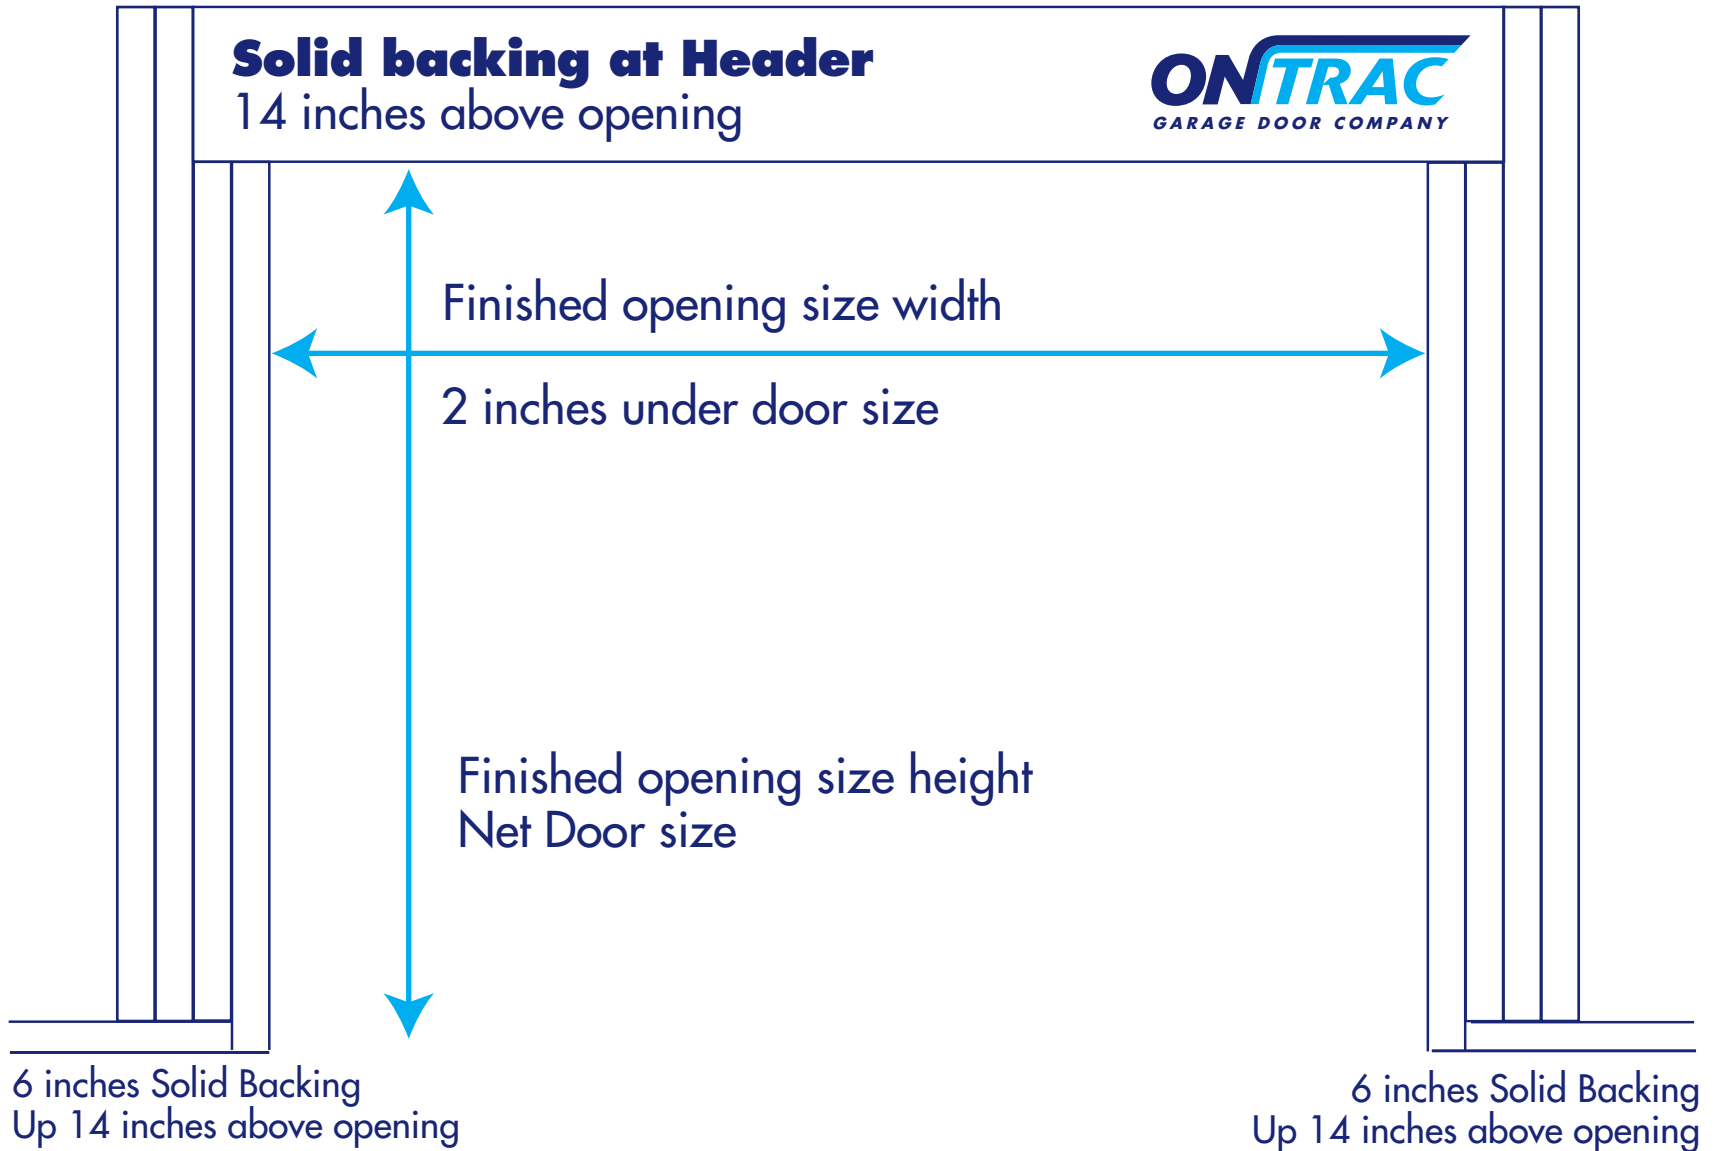 Solid backing at Header
14 inches above opening
ONTRAC
GARAGE DOOR COMPANY
Finished opening size width
2 inches under door size
Finished opening size height
Net Door size
6 inches Solid Backing
Up 14 inches above opening
6 inches Solid Backing
Up 14 inches above opening